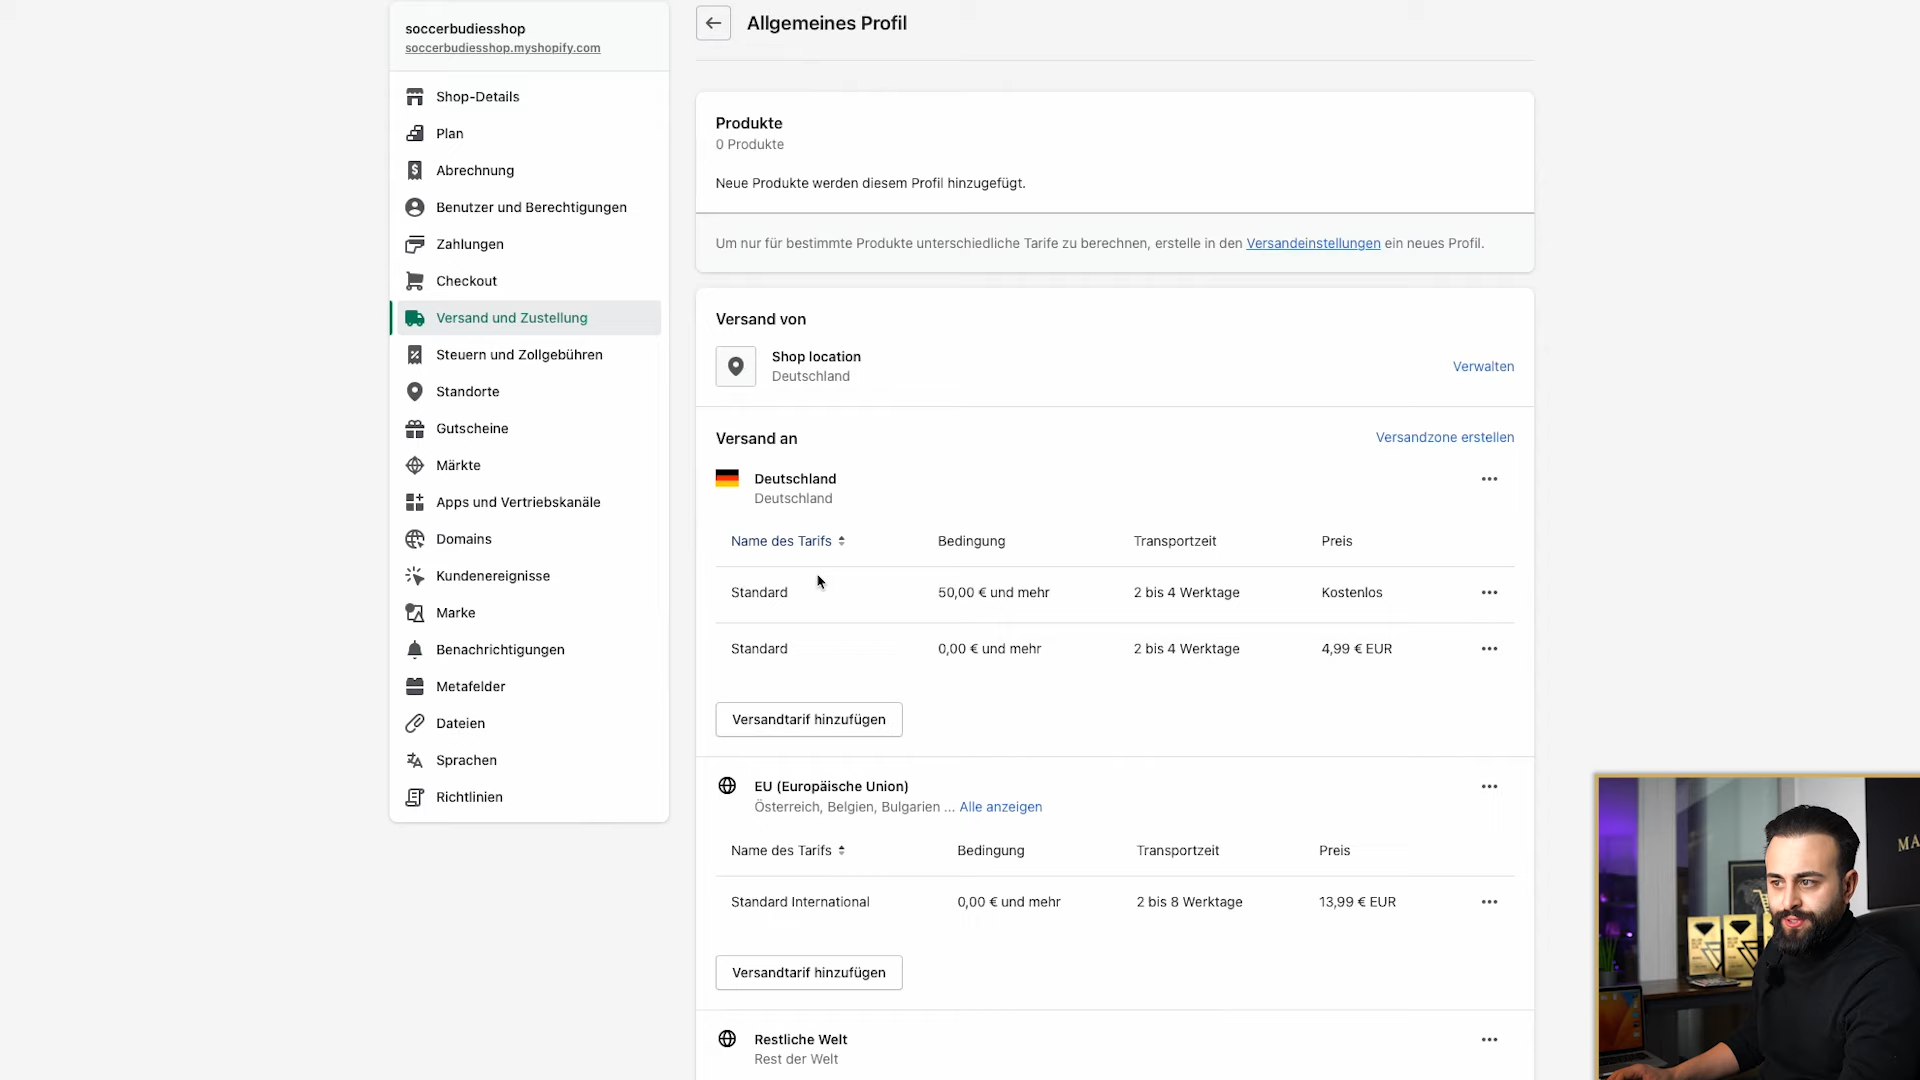 soccerbudiesshop
soccerbudiesshop.myshopify.com
Shop-Details
Plan
Abrechnung
Benutzer und Berechtigungen
Zahlungen
Checkout
Versand und Zustellung
Steuern und Zollgebühren
Standorte
Gutscheine
Märkte
Apps und Vertriebskanäle
Domains
Kundenereignisse
Marke
Benachrichtigungen
Metafelder
Dateien
Sprachen
Richtlinien
Allgemeines Profil
Produkte
0 Produkte
Neue Produkte werden diesem Profil hinzugefügt.
Um nur für bestimmte Produkte unterschiedliche Tarife zu berechnen, erstelle in den Versandeinstellungen ein neues Profil.
Versand von
Shop location
Deutschland
Verwalten
Versand an
Versandzone erstellen
Deutschland
Deutschland
Name des Tarifs Bedingung Transportzeit Preis
Standard 50,00 € und mehr 2 bis 4 Werktage Kostenlos
Standard 0,00 € und mehr 2 bis 4 Werktage 4,99 € EUR
Versandtarif hinzufügen
EU (Europäische Union)
Österreich, Belgien, Bulgarien ... Alle anzeigen
Name des Tarifs Bedingung Transportzeit Preis
Standard International 0,00 € und mehr 2 bis 8 Werktage 13,99 € EUR
Versandtarif hinzufügen
Restliche Welt
Rest der Welt